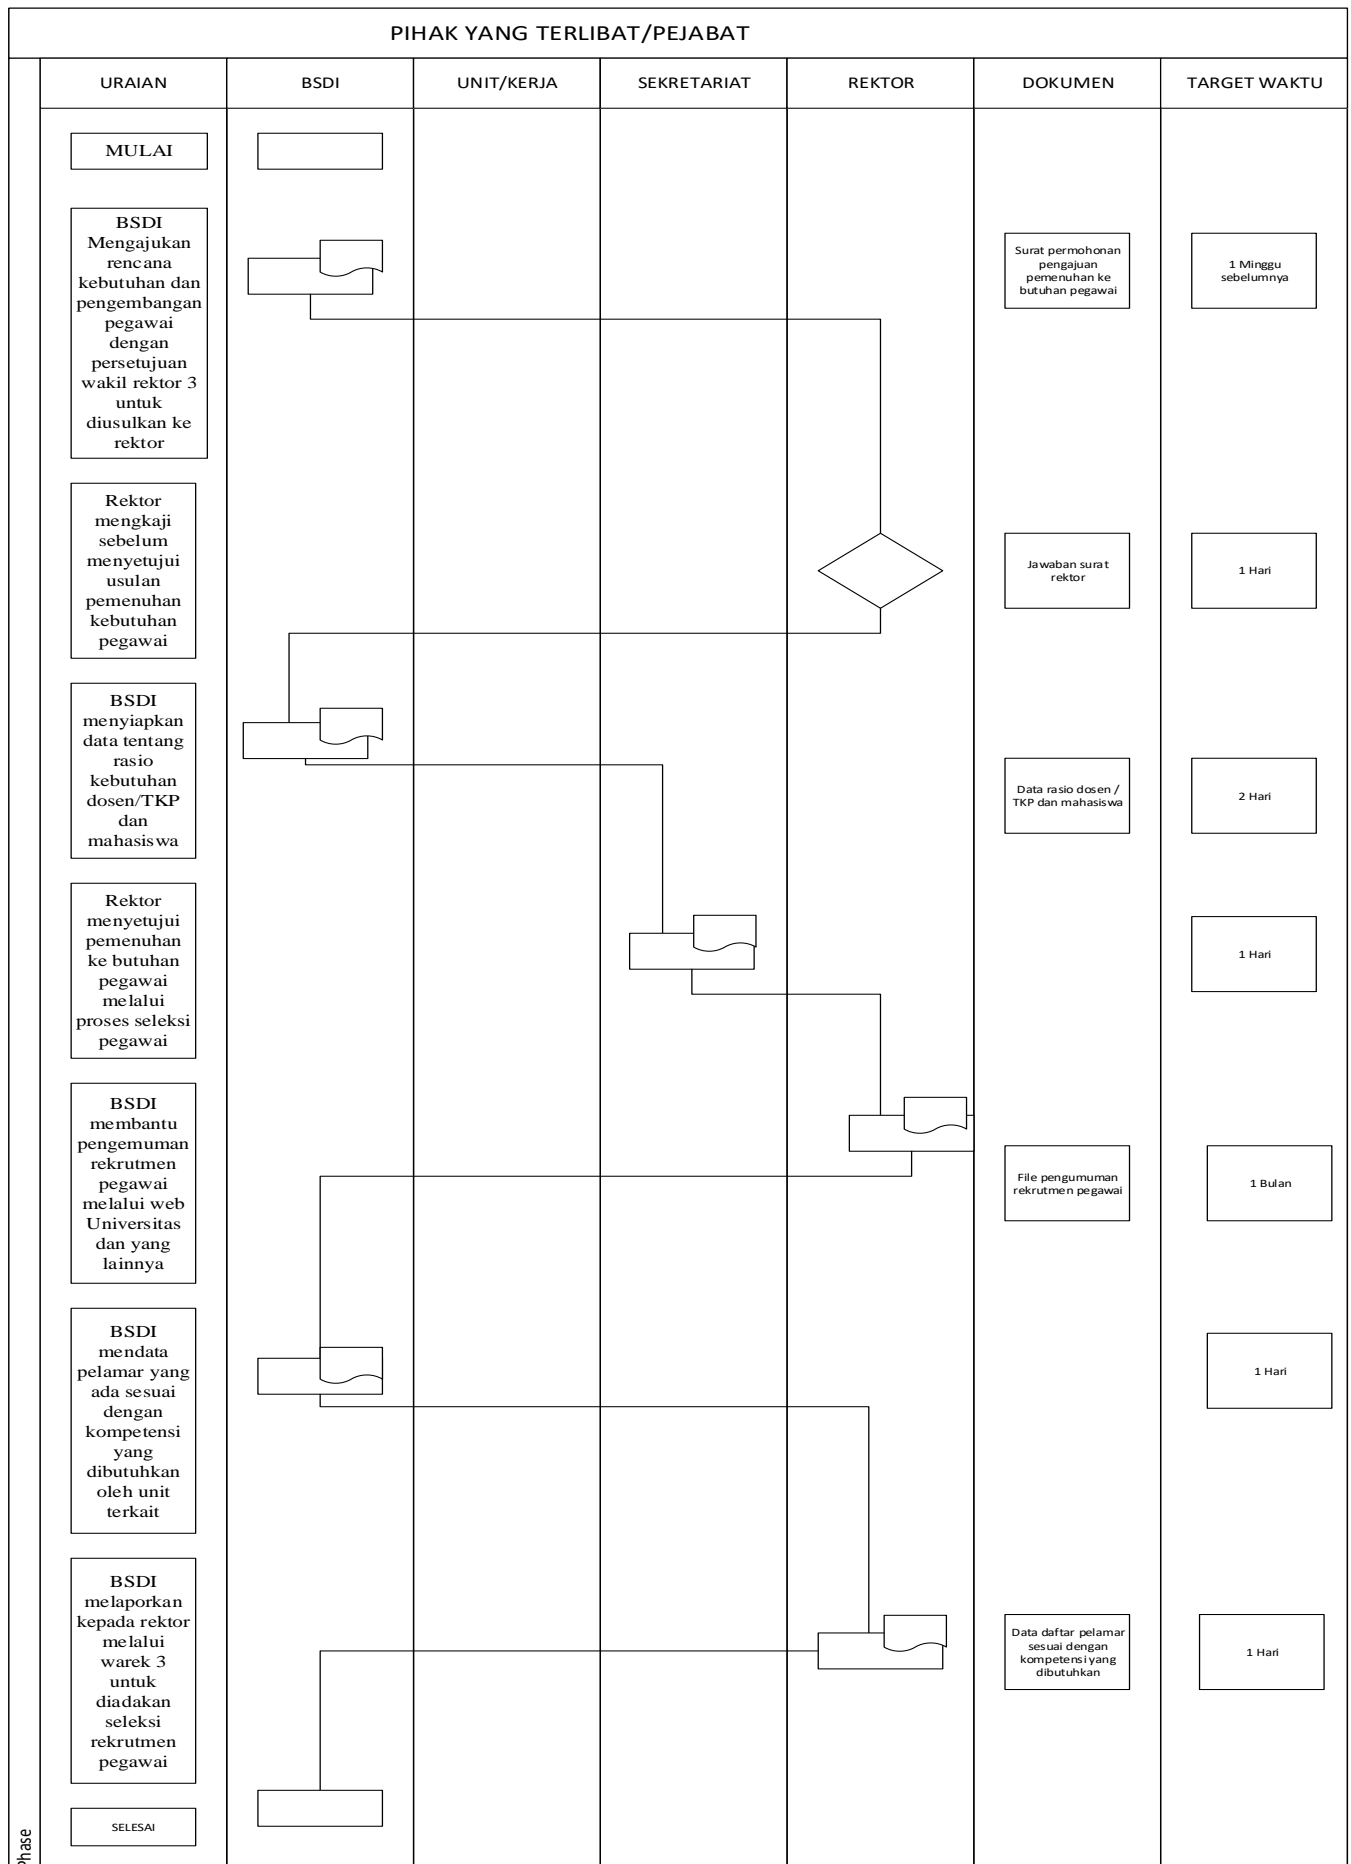 PIHAK YANG TERLIBAT/PEJABAT
URAIAN
BSDI
UNIT/KERJA
SEKRETARIAT
REKTOR
DOKUMEN
TARGET WAKTU
MULAI
BSDI
Mengajukan
rencana
kebutuhan dan
pengembangan
pegawai
dengan
persetujuan
wakil rektor 3
untuk
diusulkan ke
rektor
Surat permohonan
pengajuan
pemenuhan ke
butuhan pegawai
1 Minggu
sebelumnya
Rektor
mengkaji
sebelum
menyetujui
usulan
pemenuhan
kebutuhan
pegawai
Jawaban surat
rektor
1 Hari
BSDI
menyiapkan
data tentang
rasio
kebutuhan
dosen/TKP
dan
mahasiswa
Data rasio dosen /
TKP dan mahasiswa
2 Hari
Rektor
menyetujui
pemenuhan
ke butuhan
pegawai
melalui
proses seleksi
pegawai
1 Hari
BSDI
membantu
pengemuman
rekrutmen
pegawai
melalui web
Universitas
dan yang
lainnya
File pengumuman
rekrutmen pegawai
1 Bulan
BSDI
mendata
pelamar yang
ada sesuai
dengan
kompetensi
yang
dibutuhkan
oleh unit
terkait
1 Hari
BSDI
melaporkan
kepada rektor
melalui
warek 3
untuk
diadakan
seleksi
rekrutmen
pegawai
Data daftar pelamar
sesuai dengan
kompetensi yang
dibutuhkan
1 Hari
SELESAI
Phase